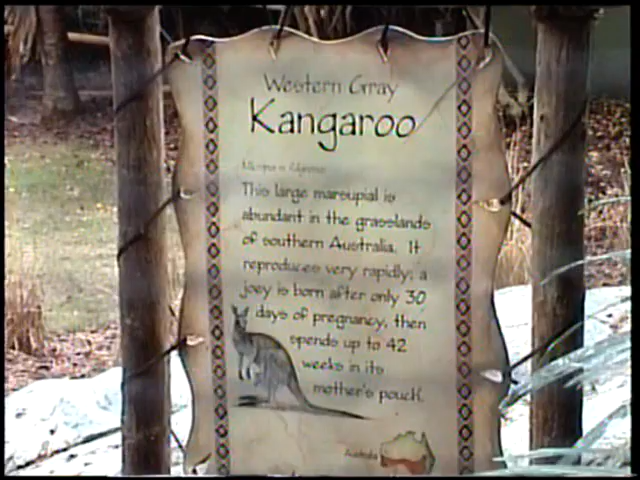 Western Gray
Kangaroo
This large marsupial is
abundant in the grasslands
of southern Australia. It
reproduces very rapidly; a
joey is born after only 30
days of pregnancy, then
spends up to 42
weeks in its
mother's pouch.
Australia